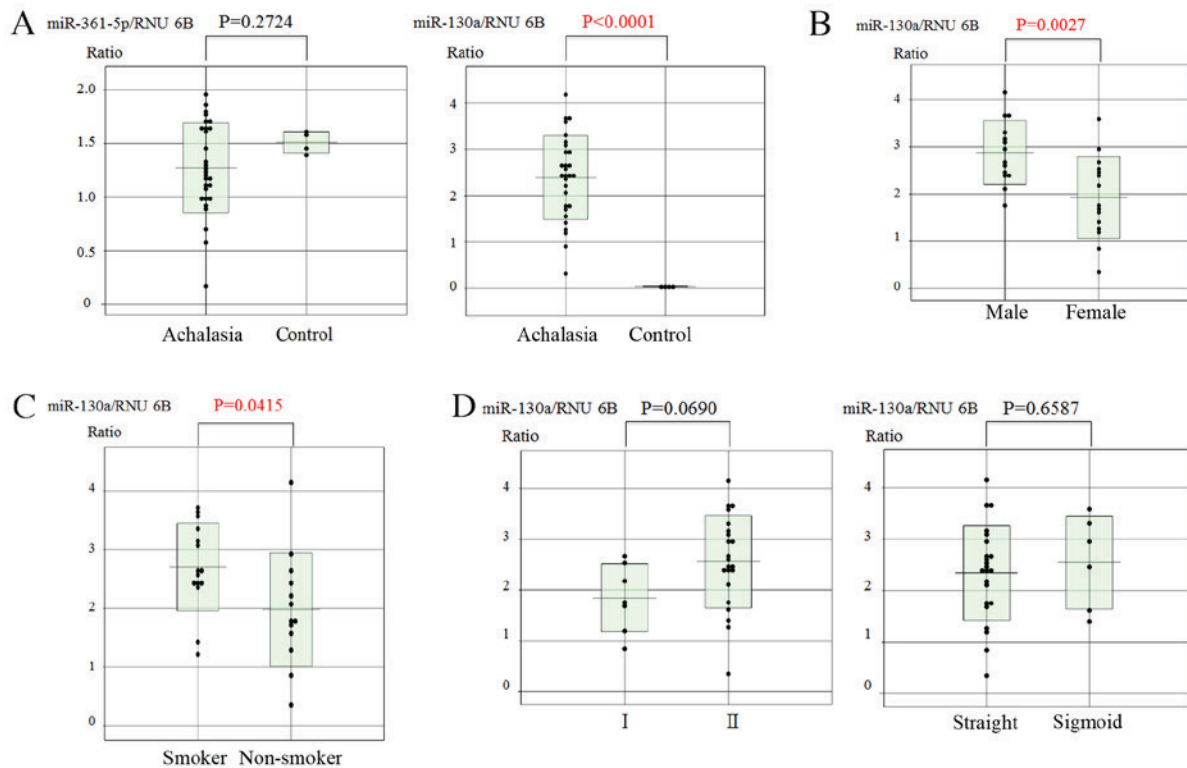 A
miR-361-5p/RNU 6B
P=0.2724
Ratio
2.0
1.5
1.0
0.5
0
Achalasia Control
miR-130a/RNU 6B
P<0.0001
Ratio
4
3
2
1
0
Achalasia Control
B
miR-130a/RNU 6B
P=0.0027
Ratio
4
3
2
1
0
Male Female
C
miR-130a/RNU 6B
P=0.0415
Ratio
4
3
2
1
0
Smoker Non-smoker
D
miR-130a/RNU 6B
P=0.0690
Ratio
4
3
2
1
0
I II
miR-130a/RNU 6B
P=0.6587
Ratio
4
3
2
1
0
Straight Sigmoid